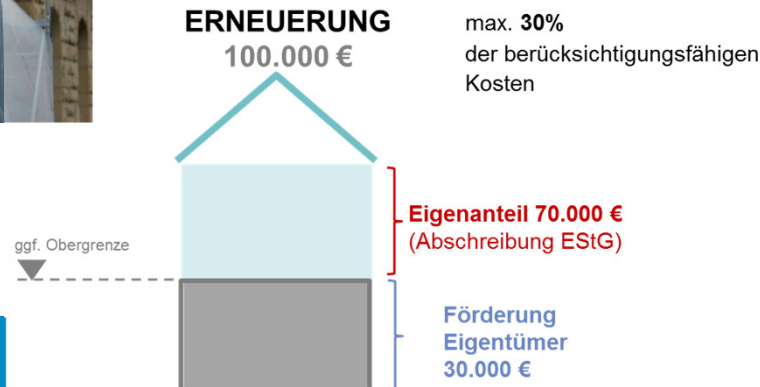 ERNEUERUNG
100.000 €
max. 30%
der berücksichtigungsfähigen
Kosten
Eigenanteil 70.000 €
(Abschreibung EStG)
ggf. Obergrenze
Förderung
Eigentümer
30.000 €